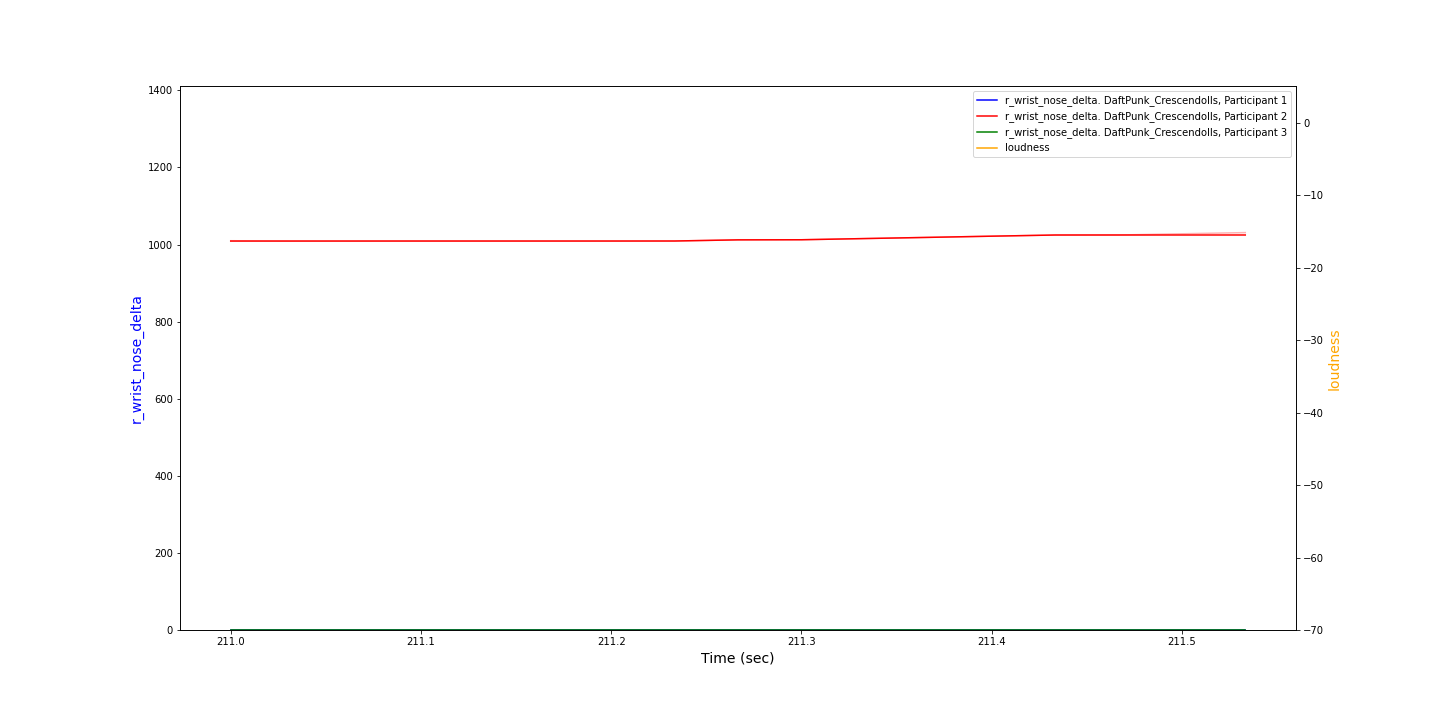 r_wrist_nose_delta. DaftPunk_Crescendolls, Participant 1
r_wrist_nose_delta. DaftPunk_Crescendolls, Participant 2
r_wrist_nose_delta. DaftPunk_Crescendolls, Participant 3
loudness
1400
1200
1000
800
600
400
200
0
r_wrist_nose_delta
0
−10
−20
−30
−40
−50
−60
−70
loudness
211.0 211.1 211.2 211.3 211.4 211.5
Time (sec)